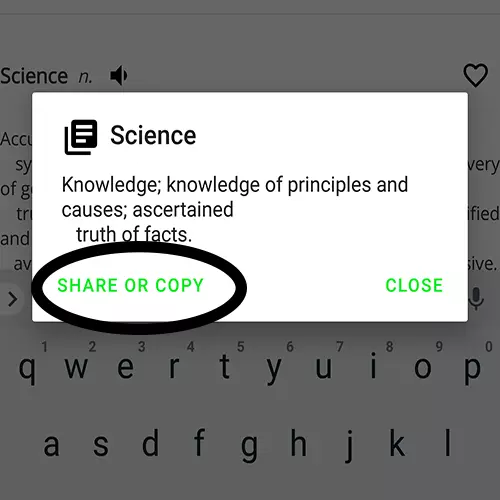 Science n.
Science
Accu
Knowledge; knowledge of principles and
sy
very
of g
causes; ascertained
tru
ified
truth of facts.
and
av
sive.
SHARE OR COPY CLOSE
1 2 3 4 5 6 7 8 9 0
q w e r t y u i o p
a s d f g h j k l